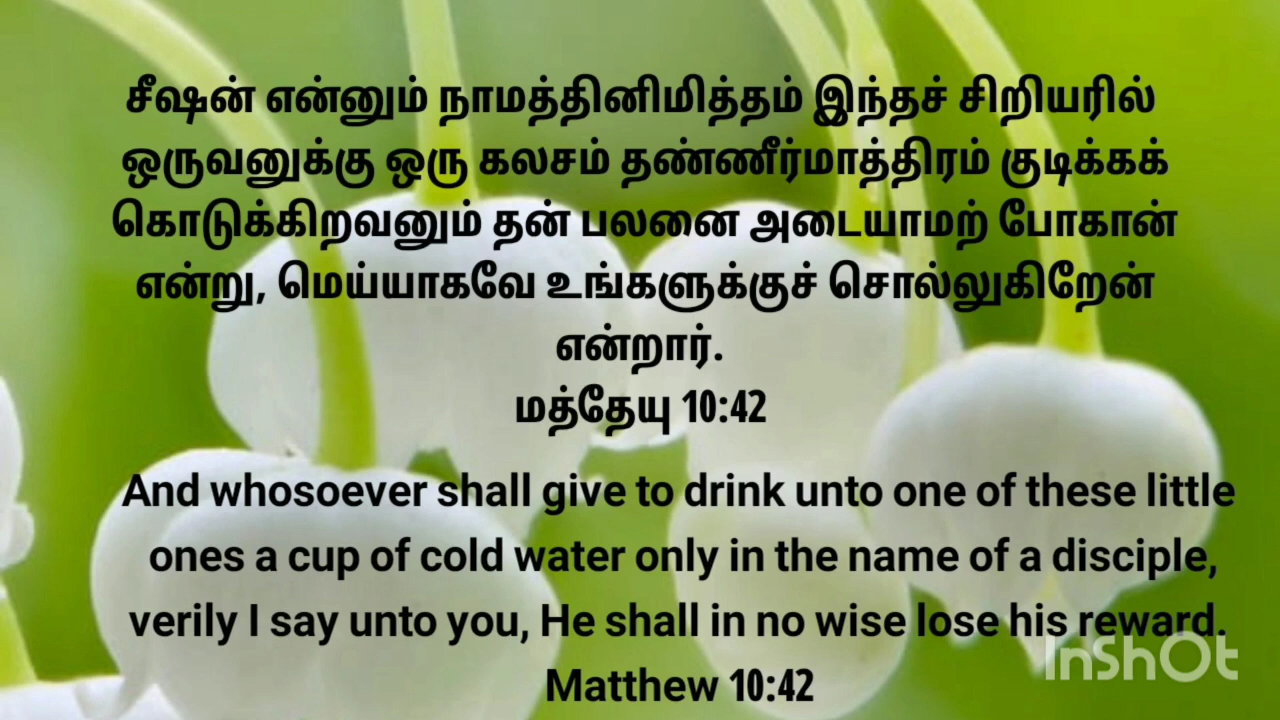 சீஷன் என்னும் நாமத்தினிமித்தம் இந்தச் சிறியரில்
ஒருவனுக்கு ஒரு கலசம் தண்ணீர்மாத்திரம் குடிக்கக்
கொடுக்கிறவனும் தன் பலனை அடையாமற் போகான்
என்று, மெய்யாகவே உங்களுக்குச் சொல்லுகிறேன்
என்றார்.
மத்தேயு 10:42
And whosoever shall give to drink unto one of these little
ones a cup of cold water only in the name of a disciple,
verily I say unto you, He shall in no wise lose his reward.
Matthew 10:42
InShOt